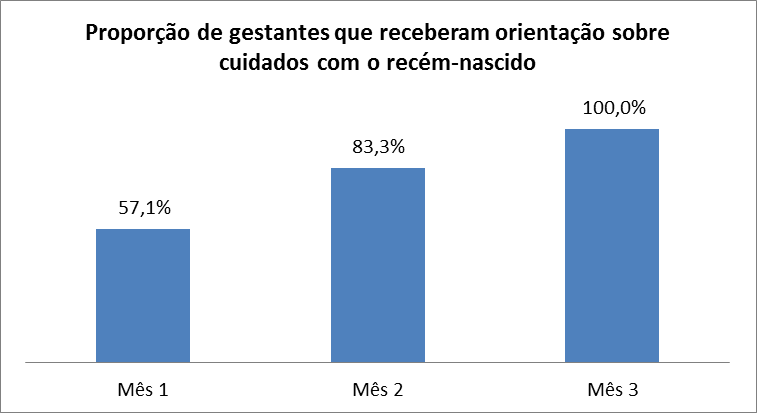 Proporção de gestantes que receberam orientação sobre
cuidados com o recém-nascido
100,0%
83,3%
57,1%
Mês 1
Mês 2
Mês 3